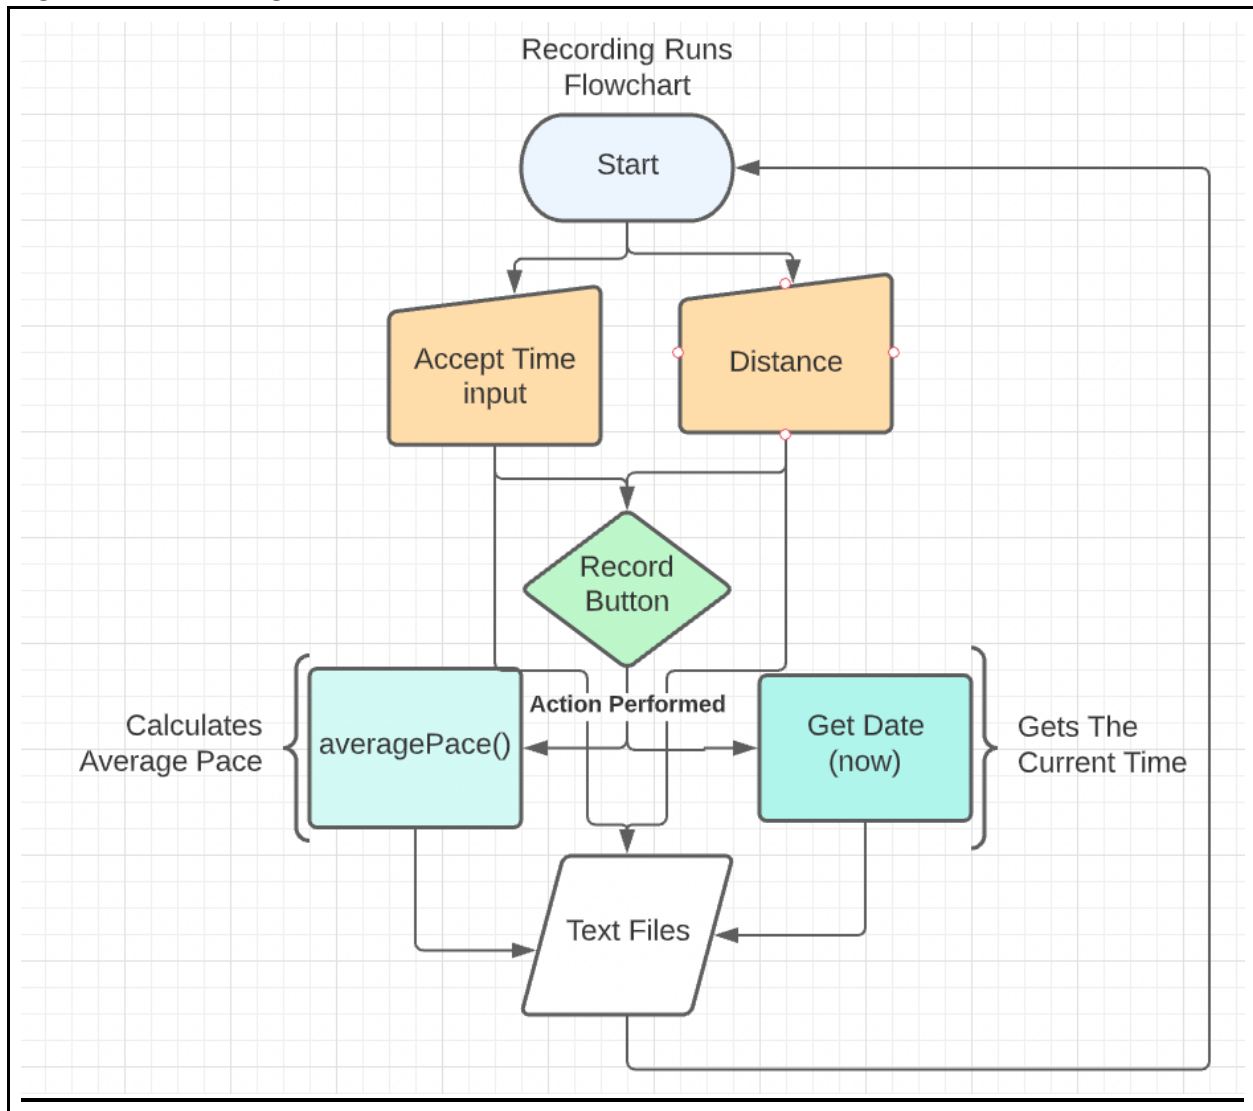 Recording Runs
Flowchart
Start
Accept Time
input
Distance
Record
Button
Action Performed
Calculates
Average Pace
averagePace()
Get Date
(now)
Gets The
Current Time
Text Files